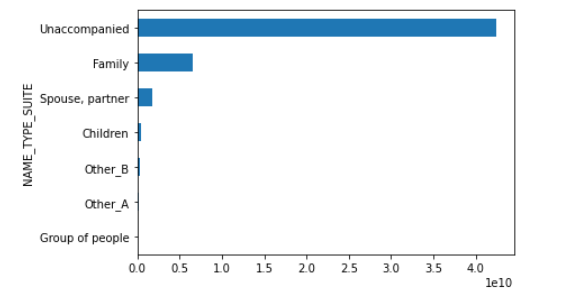 NAME_TYPE_SUITE
Unaccompanied
Family
Spouse, partner
Children
Other_B
Other_A
Group of people
0.0 0.5 1.0 1.5 2.0 2.5 3.0 3.5 4.0
1e10